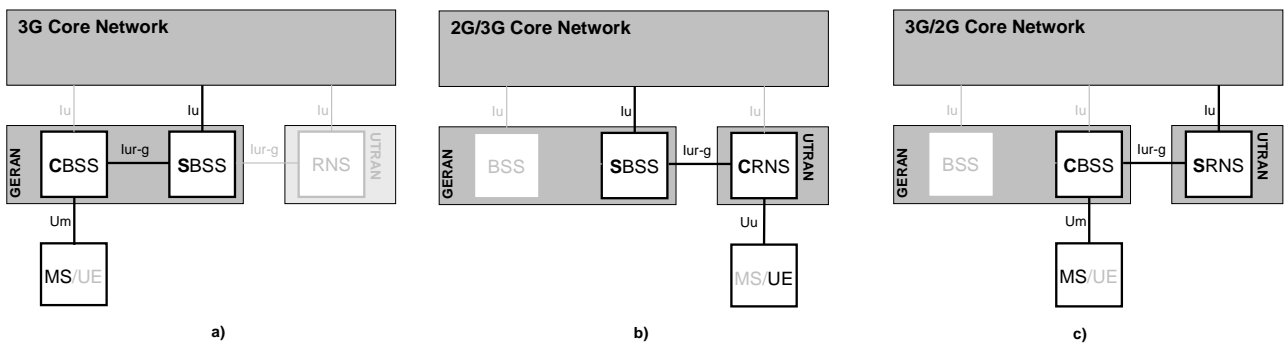 3G Core Network
Iu
Iu
Iu
GERAN
CBSS
Iur-g
SBSS
Iur-g
RNS
UTRAN
Um
MS/UE
a)
2G/3G Core Network
Iu
Iu
Iu
GERAN
BSS
SBSS
Iur-g
CRNS
UTRAN
Uu
MS/UE
b)
3G/2G Core Network
Iu
Iu
Iu
GERAN
BSS
CBSS
Iur-g
SRNS
UTRAN
Um
MS/UE
c)